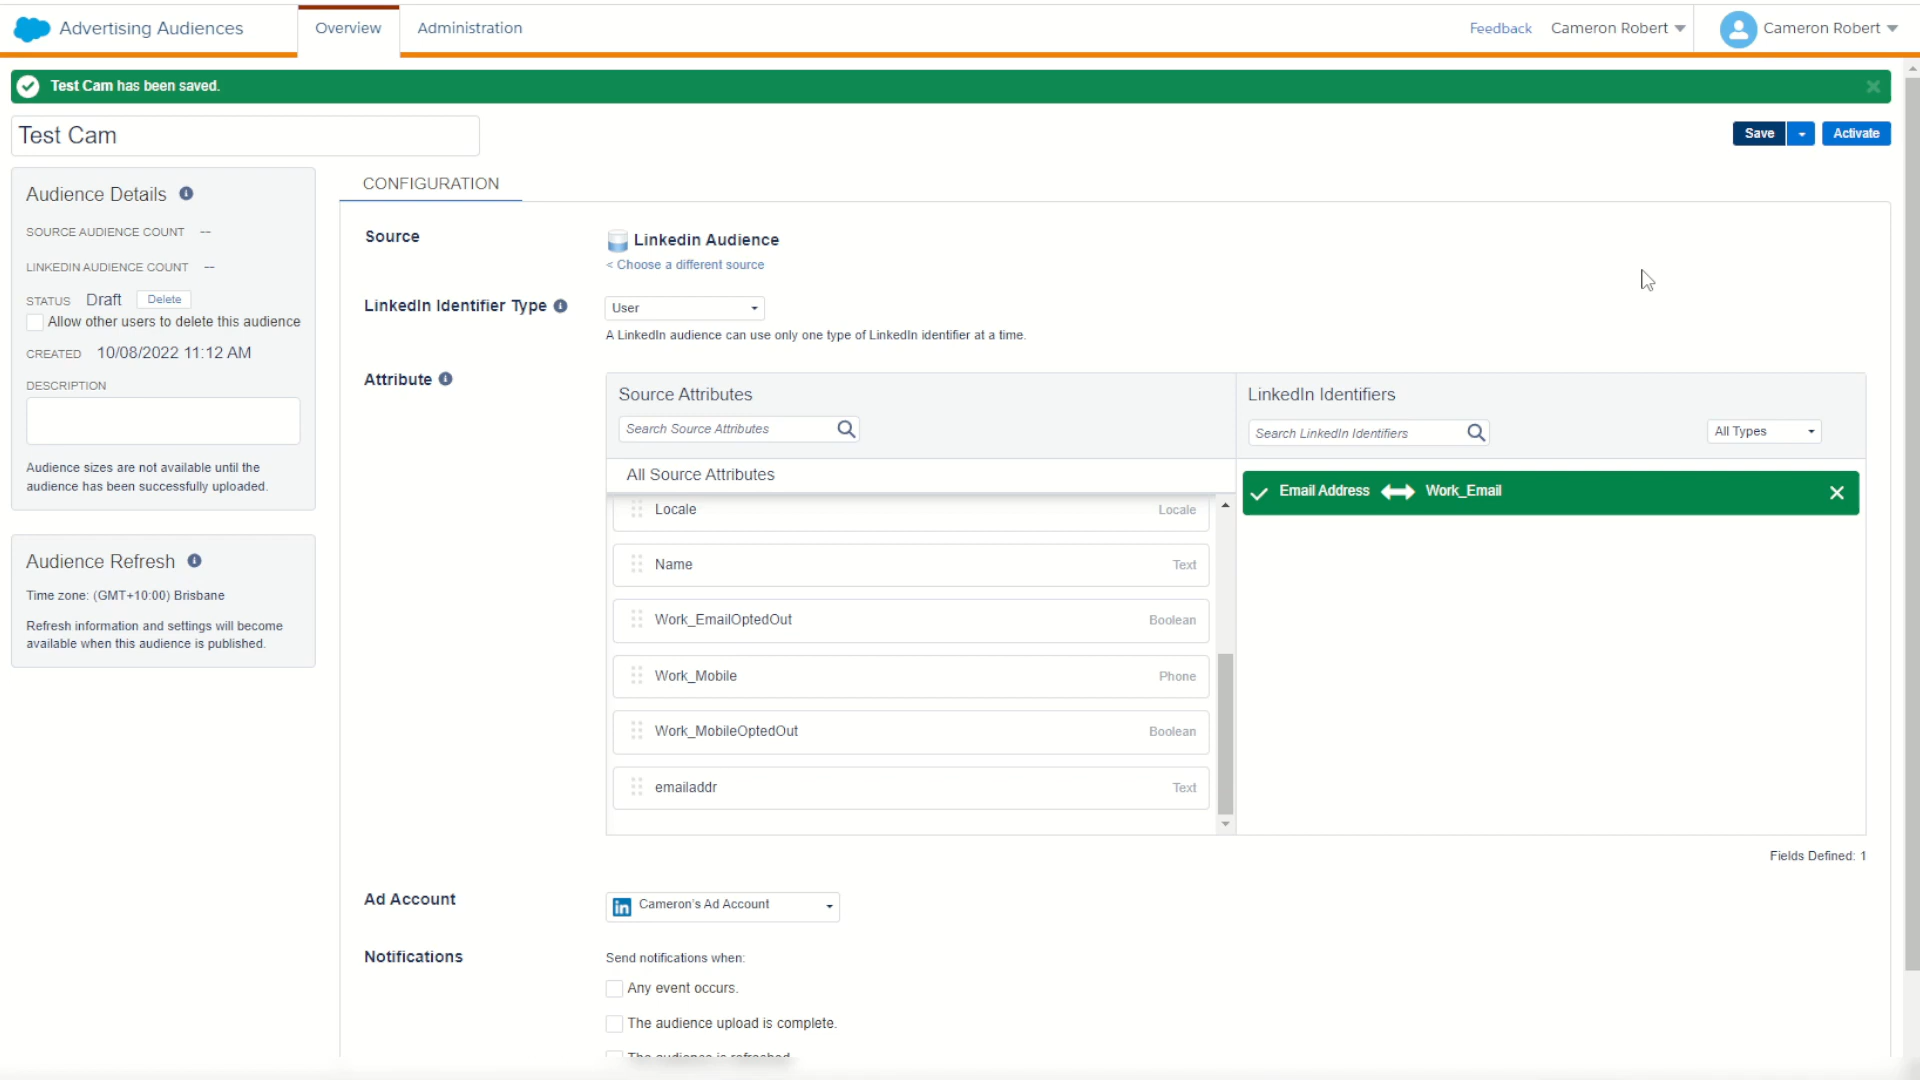 Advertising Audiences
Overview
Administration
Feedback
Cameron Robert
Cameron Robert
Test Cam has been saved.
Test Cam
Save
Activate
Audience Details
SOURCE AUDIENCE COUNT --
LINKEDIN AUDIENCE COUNT --
STATUS Draft Delete
Allow other users to delete this audience
CREATED 10/08/2022 11:12 AM
DESCRIPTION
Audience sizes are not available until the
audience has been successfully uploaded.
Audience Refresh
Time zone: (GMT+10:00) Brisbane
Refresh information and settings will become
available when this audience is published.
CONFIGURATION
Source
Linkedin Audience
< Choose a different source
LinkedIn Identifier Type
User
A LinkedIn audience can use only one type of LinkedIn identifier at a time.
Attribute
Source Attributes
Search Source Attributes
All Source Attributes
Locale Locale
Name Text
Work_EmailOptedOut Boolean
Work_Mobile Phone
Work_MobileOptedOut Boolean
emailaddr Text
LinkedIn Identifiers
Search LinkedIn Identifiers
All Types
Email Address Work_Email
Fields Defined: 1
Ad Account
in Cameron's Ad Account
Notifications
Send notifications when:
Any event occurs.
The audience upload is complete.
The audience is refreshed.